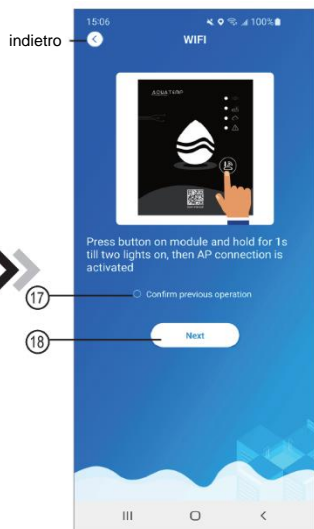 15:06
100%
indietro
WIFI
AQUATEMP
Press button on module and hold for 1s
till two lights on, then AP connection is
activated
17
Confirm previous operation
18
Next